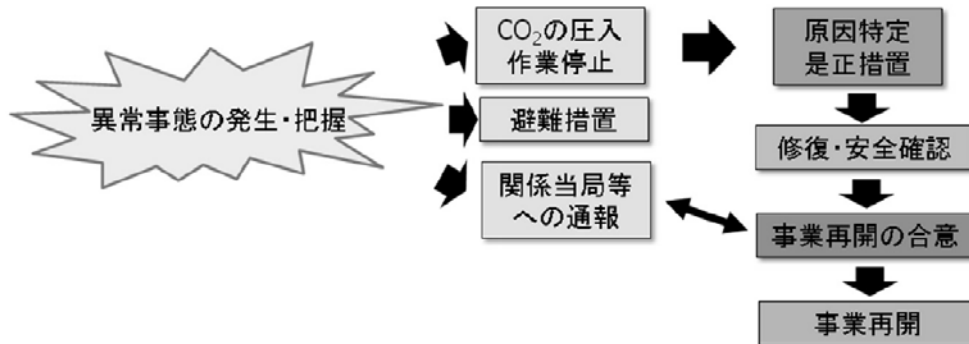 異常事態の発生・把握
CO₂の圧入
作業停止
避難措置
関係当局等
への通報
原因特定
是正措置
修復・安全確認
事業再開の合意
事業再開